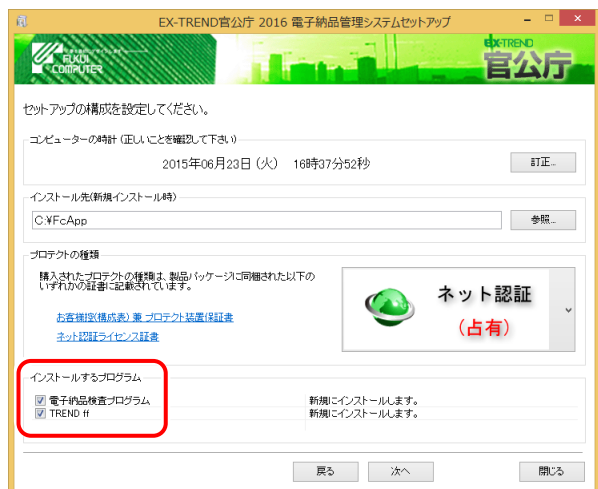 EX-TREND官公庁 2016 電子納品管理システムセットアップ
FUKUI
COMPUTER
EX-TREND
官公庁
セットアップの構成を設定してください。
コンピューターの時計 (正しいことを確認して下さい)
2015年06月23日 (火) 16時37分52秒
訂正...
インストール先(新規インストール時)
C:¥FcApp
参照...
プロテクトの種類
購入されたプロテクトの種類は、製品パッケージに同梱された以下の
いずれかの証書に記載されています。
お客様控(構成表) 兼 プロテクト装置保証書
ネット認証ライセンス証書
ネット認証
(占有)
インストールするプログラム
電子納品検査プログラム 新規にインストールします。
TREND ff 新規にインストールします。
戻る 次へ 閉じる